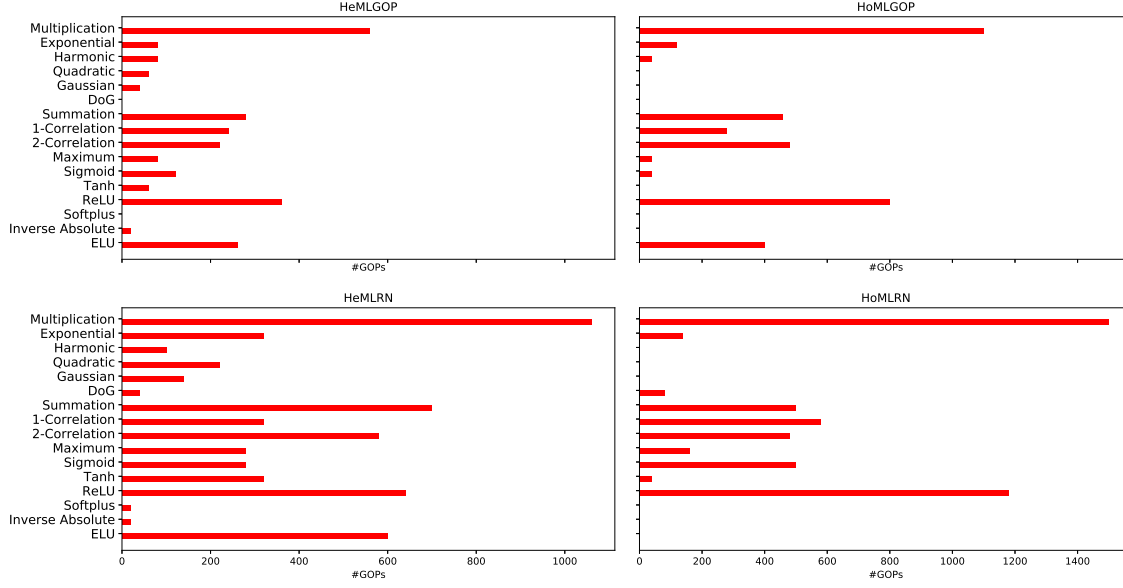 HeMLGOP
HoMLGOP
Multiplication
Exponential
Harmonic
Quadratic
Gaussian
DoG
Summation
1-Correlation
2-Correlation
Maximum
Sigmoid
Tanh
ReLU
Softplus
Inverse Absolute
ELU
#GOPs
#GOPs
HeMLRN
HoMLRN
Multiplication
Exponential
Harmonic
Quadratic
Gaussian
DoG
Summation
1-Correlation
2-Correlation
Maximum
Sigmoid
Tanh
ReLU
Softplus
Inverse Absolute
ELU
0 200 400 600 800 1000
0 200 400 600 800 1000 1200 1400
#GOPs
#GOPs